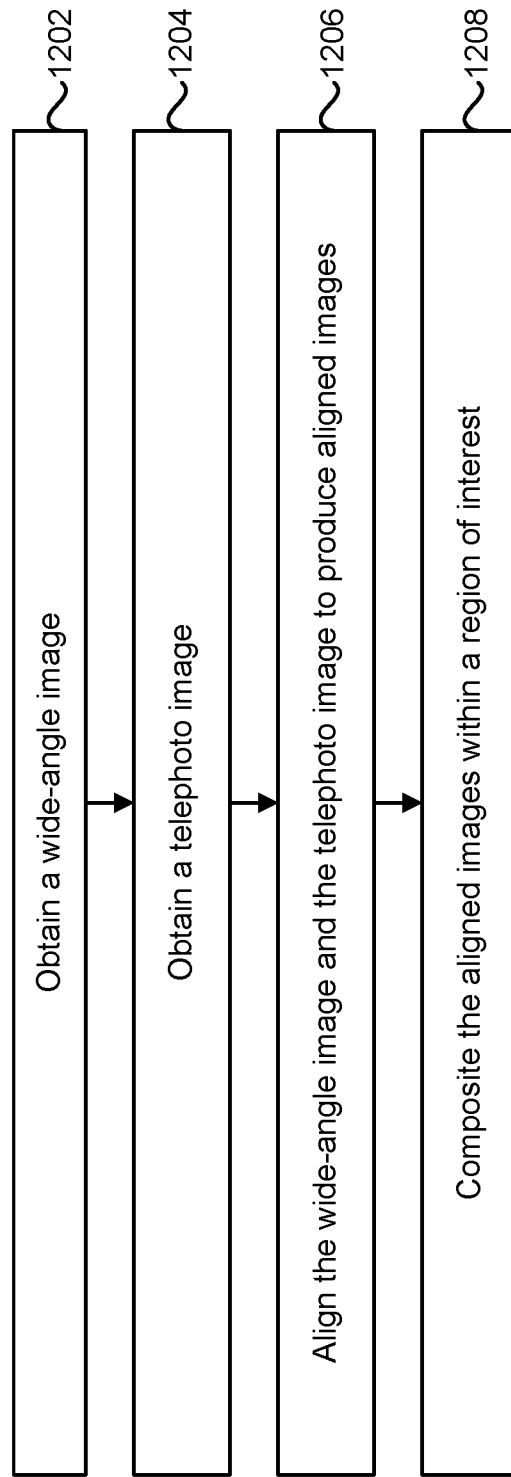 Obtain a wide-angle image
1202
Obtain a telephoto image
1204
Align the wide-angle image and the telephoto image to produce aligned images
1206
Composite the aligned images within a region of interest
1208